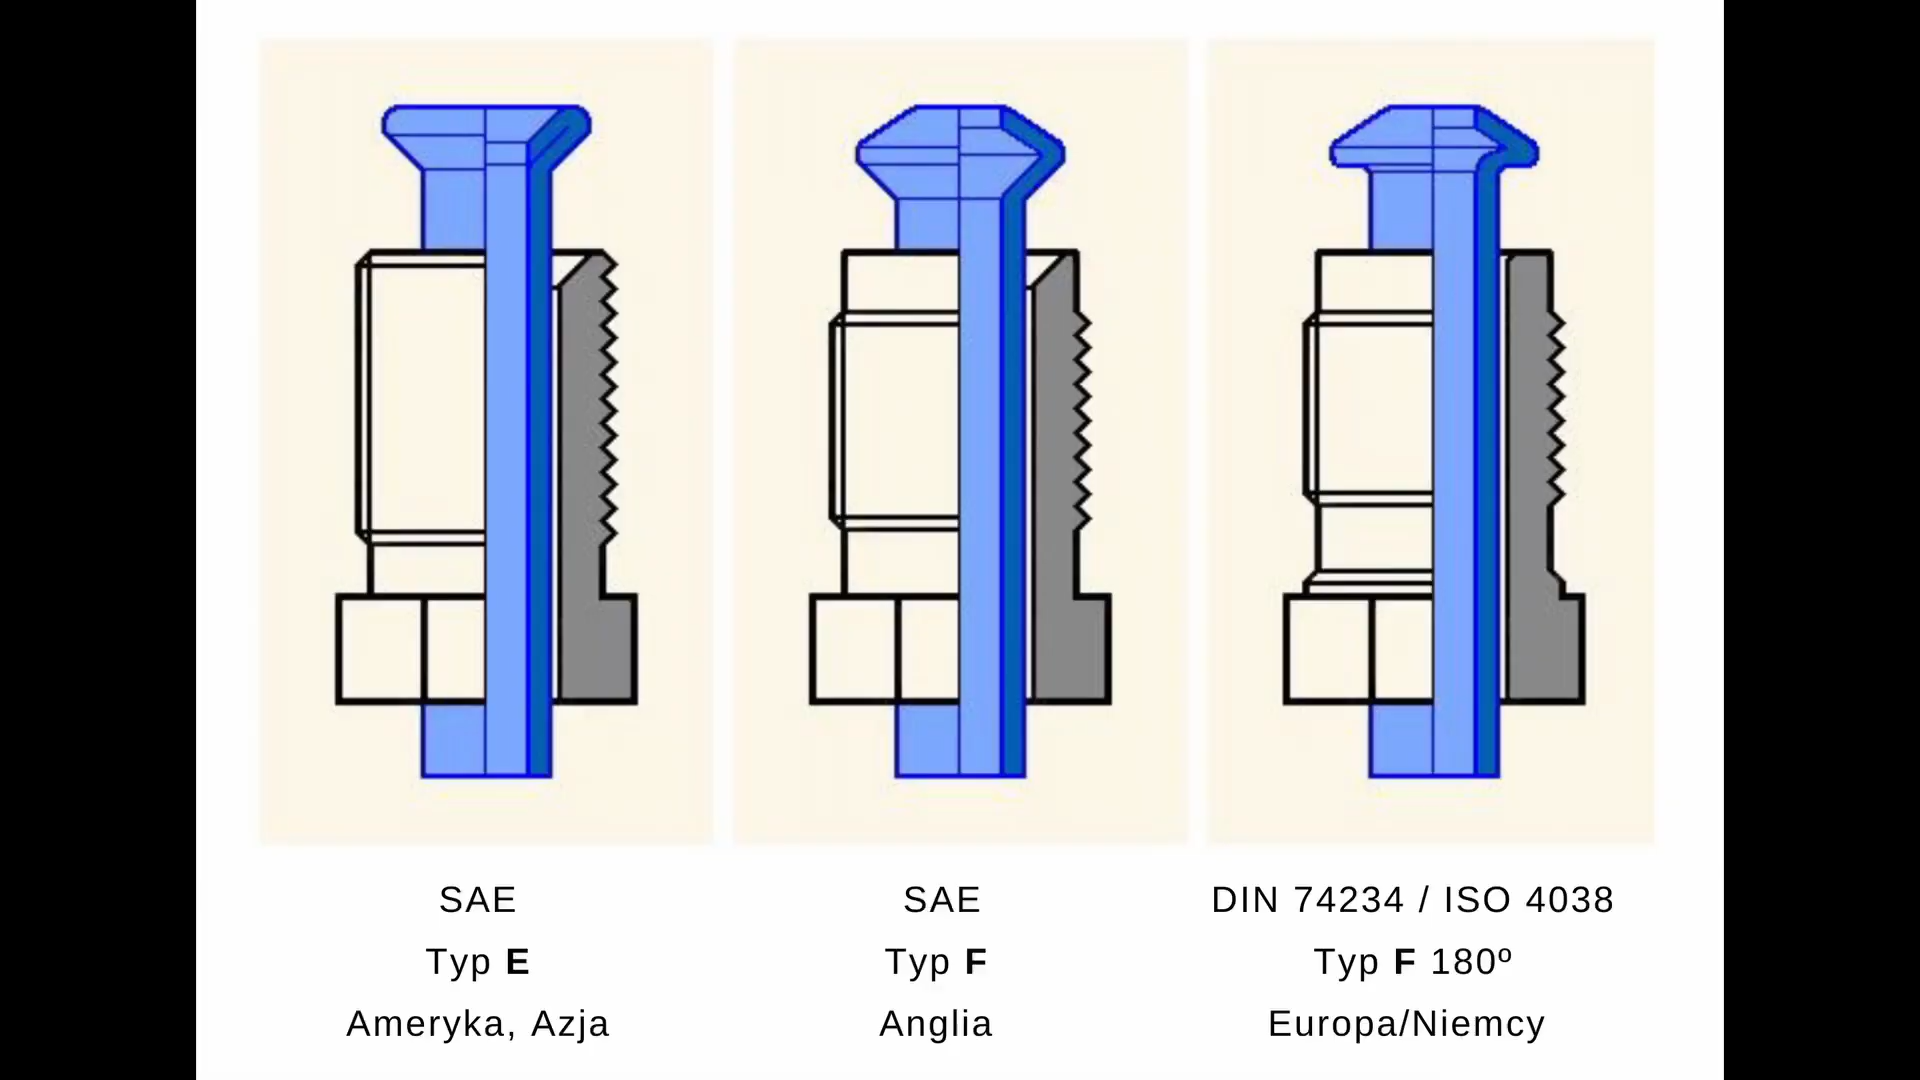 SAE
Typ E
Ameryka, Azja
SAE
Typ F
Anglia
DIN 74234 / ISO 4038
Typ F 180º
Europa/Niemcy